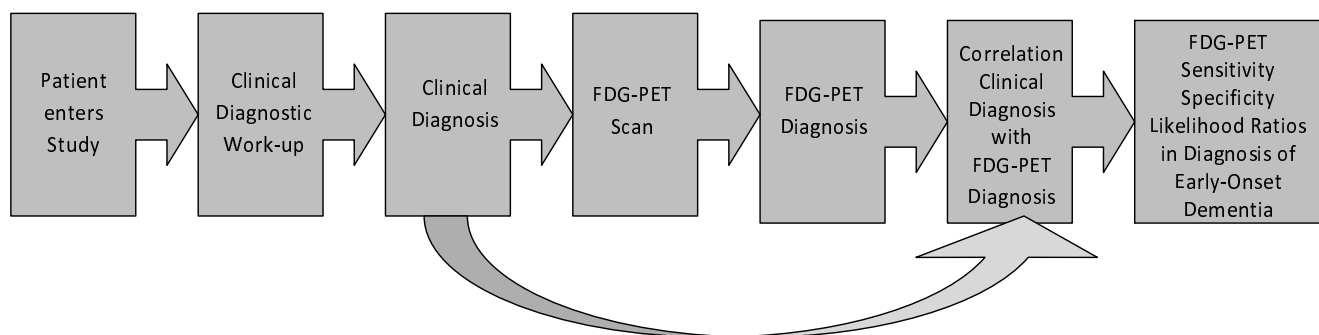 Patient
enters
Study
Clinical
Diagnostic
Work-up
Clinical
Diagnosis
FDG-PET
Scan
FDG-PET
Diagnosis
Correlation
Clinical
Diagnosis
with
FDG-PET
Diagnosis
FDG-PET
Sensitivity
Specificity
Likelihood Ratios
in Diagnosis of
Early-Onset
Dementia